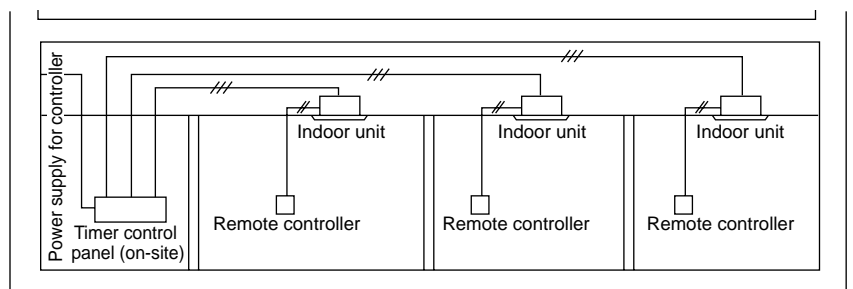 Power supply for controller
Timer control
panel (on-site)
Indoor unit
Remote controller
Indoor unit
Remote controller
Indoor unit
Remote controller